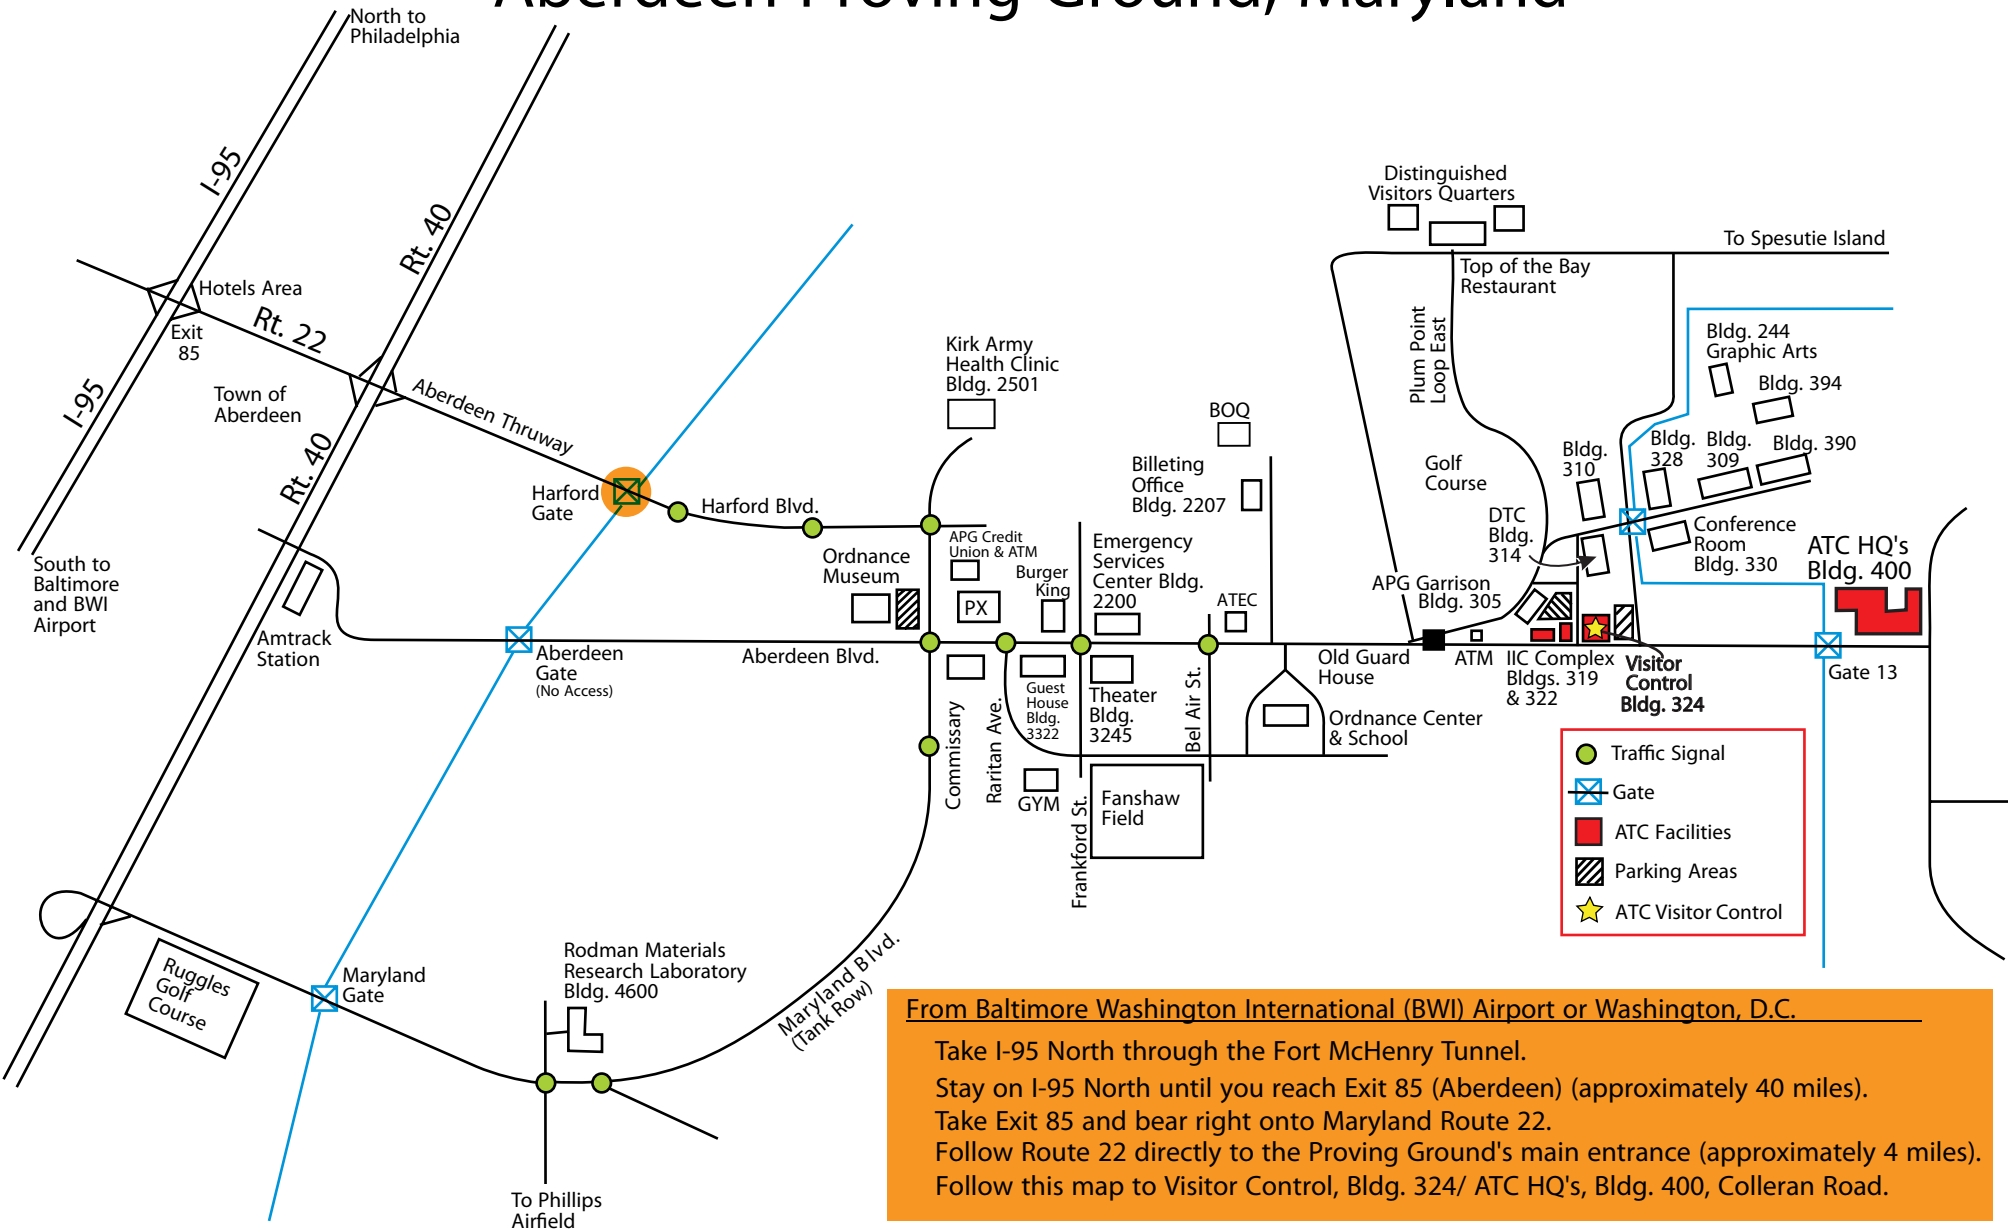 Aberdeen Proving Ground, Maryland
North to
Philadelphia
I-95
Rt. 40
Hotels Area
Exit
85
Rt. 22
I-95
Town of
Aberdeen
Aberdeen Thruway
Rt. 40
South to
Baltimore
and BWI
Airport
Harford
Gate
Harford Blvd.
Amtrack
Station
Aberdeen
Gate
(No Access)
Aberdeen Blvd.
Ordnance
Museum
Kirk Army
Health Clinic
Bldg. 2501
APG Credit
Union & ATM
PX
Burger
King
Emergency
Services
Center Bldg.
2200
Billeting
Office
Bldg. 2207
BOQ
ATEC
Commissary
Raritan Ave.
Guest
House
Bldg.
3322
Theater
Bldg.
3245
Bel Air St.
GYM
Frankford St.
Fanshaw
Field
Old Guard
House
Ordnance Center
& School
Distinguished
Visitors Quarters
To Spesutie Island
Top of the Bay
Restaurant
Plum Point
Loop East
Golf
Course
Bldg. 244
Graphic Arts
Bldg. 394
Bldg.
310
Bldg.
328
Bldg.
309
Bldg. 390
DTC
Bldg.
314
Conference
Room
Bldg. 330
ATC HQ's
Bldg. 400
APG Garrison
Bldg. 305
ATM
IIC Complex
Bldgs. 319
& 322
Visitor
Control
Bldg. 324
Gate 13
Traffic Signal
Gate
ATC Facilities
Parking Areas
ATC Visitor Control
Ruggles
Golf
Course
Maryland
Gate
Rodman Materials
Research Laboratory
Bldg. 4600
Maryland Blvd.
(Tank Row)
To Phillips
Airfield
From Baltimore Washington International (BWI) Airport or Washington, D.C.
Take I-95 North through the Fort McHenry Tunnel.
Stay on I-95 North until you reach Exit 85 (Aberdeen) (approximately 40 miles).
Take Exit 85 and bear right onto Maryland Route 22.
Follow Route 22 directly to the Proving Ground's main entrance (approximately 4 miles).
Follow this map to Visitor Control, Bldg. 324/ ATC HQ's, Bldg. 400, Colleran Road.